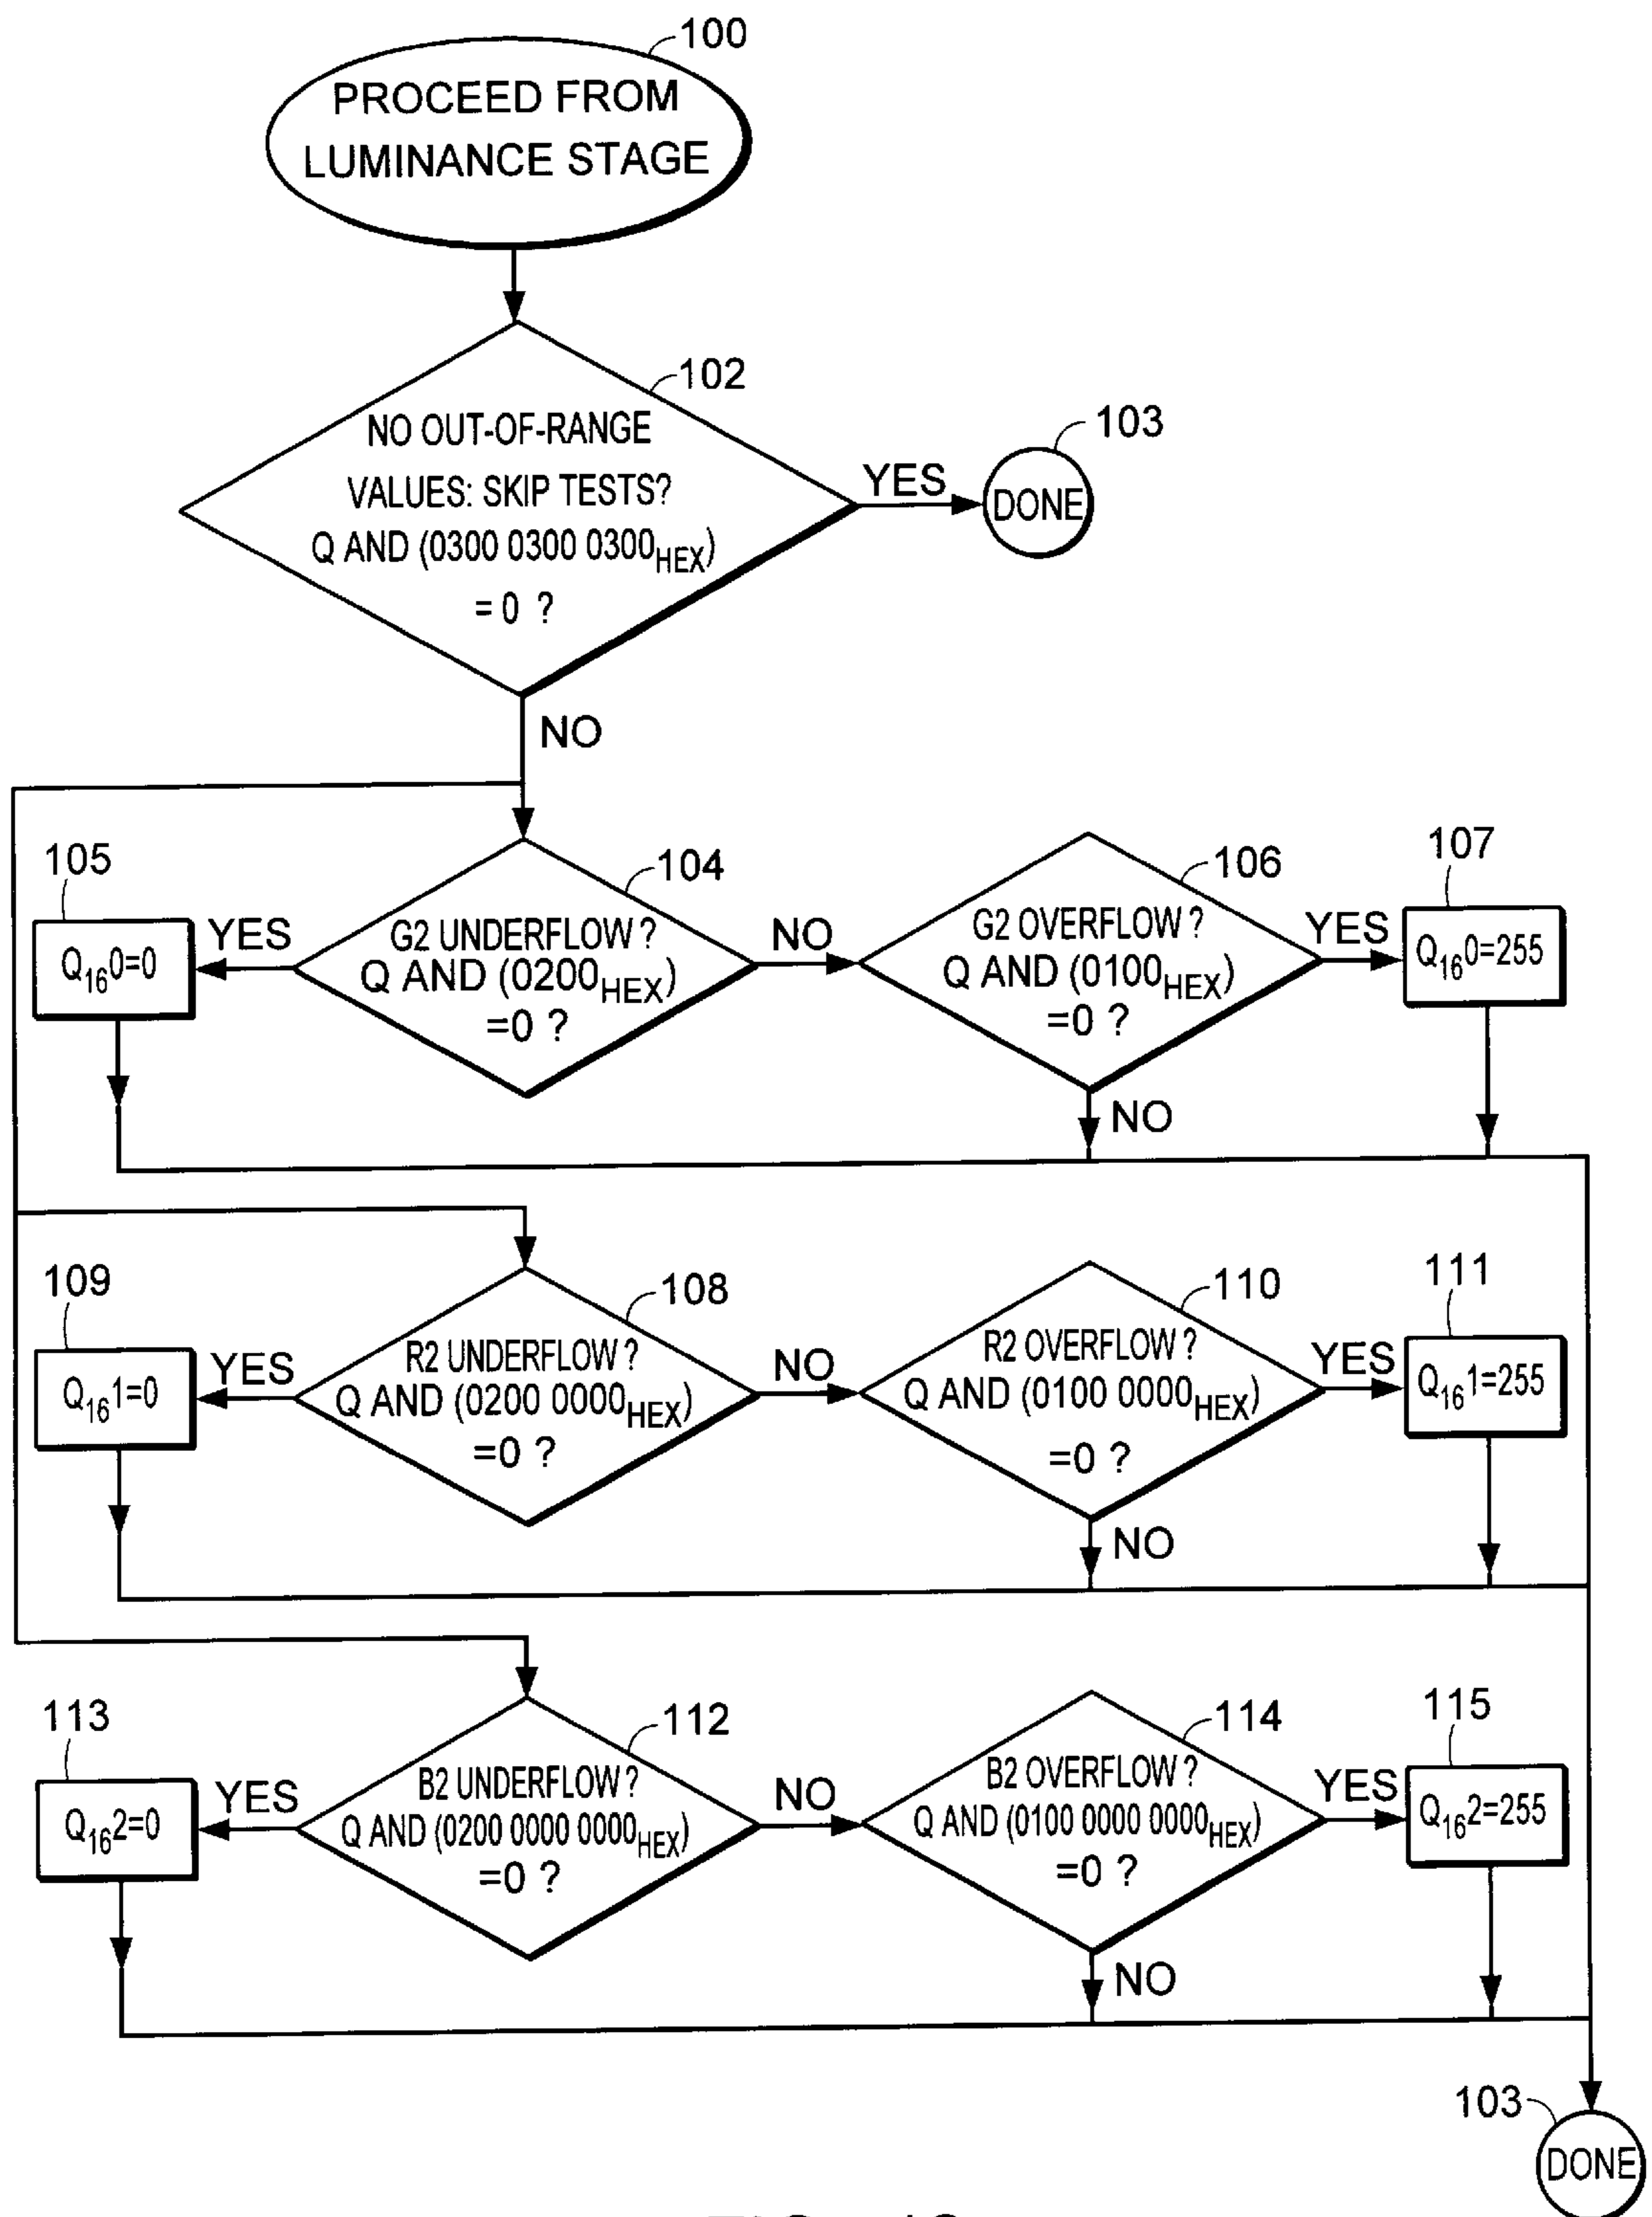 100
PROCEED FROM
LUMINANCE STAGE
102
NO OUT-OF-RANGE
VALUES: SKIP TESTS?
Q AND (0300 0300 0300HEX)
= 0 ?
YES
103
DONE
NO
105
Q160=0
YES
104
G2 UNDERFLOW ?
Q AND (0200HEX)
=0 ?
NO
106
G2 OVERFLOW ?
Q AND (0100HEX)
=0 ?
YES
107
Q160=255
NO
109
Q161=0
YES
108
R2 UNDERFLOW ?
Q AND (0200 0000HEX)
=0 ?
NO
110
R2 OVERFLOW ?
Q AND (0100 0000HEX)
=0 ?
YES
111
Q161=255
NO
113
Q162=0
YES
112
B2 UNDERFLOW ?
Q AND (0200 0000 0000HEX)
=0 ?
NO
114
B2 OVERFLOW ?
Q AND (0100 0000 0000HEX)
=0 ?
YES
115
Q162=255
NO
103
DONE